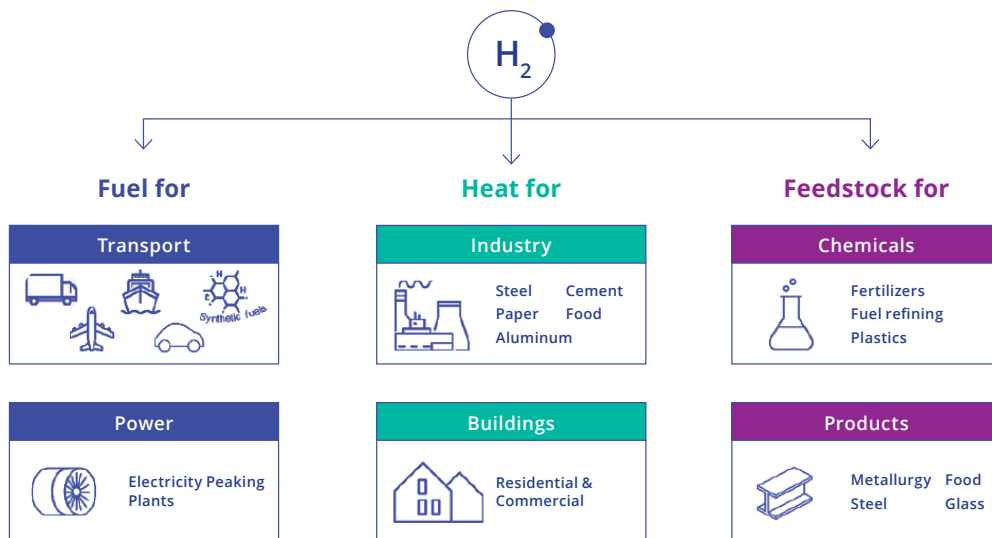 H2
Fuel for
Heat for
Feedstock for
Transport
H
H
Synthetic fuels
Industry
Steel Cement
Paper Food
Aluminum
Chemicals
Fertilizers
Fuel refining
Plastics
Power
Electricity Peaking
Plants
Buildings
Residential &
Commercial
Products
Metallurgy Food
Steel Glass